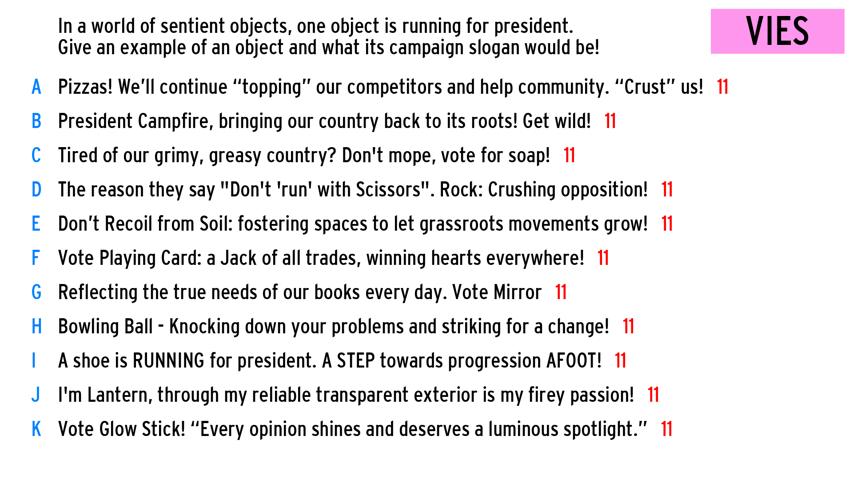 In a world of sentient objects, one object is running for president.
Give an example of an object and what its campaign slogan would be!
VIES
A Pizzas! We’ll continue “topping” our competitors and help community. “Crust” us! 11
B President Campfire, bringing our country back to its roots! Get wild! 11
C Tired of our grimy, greasy country? Don't mope, vote for soap! 11
D The reason they say "Don't 'run' with Scissors". Rock: Crushing opposition! 11
E Don’t Recoil from Soil: fostering spaces to let grassroots movements grow! 11
F Vote Playing Card: a Jack of all trades, winning hearts everywhere! 11
G Reflecting the true needs of our books every day. Vote Mirror 11
H Bowling Ball - Knocking down your problems and striking for a change! 11
I A shoe is RUNNING for president. A STEP towards progression AFOOT! 11
J I'm Lantern, through my reliable transparent exterior is my firey passion! 11
K Vote Glow Stick! “Every opinion shines and deserves a luminous spotlight.” 11